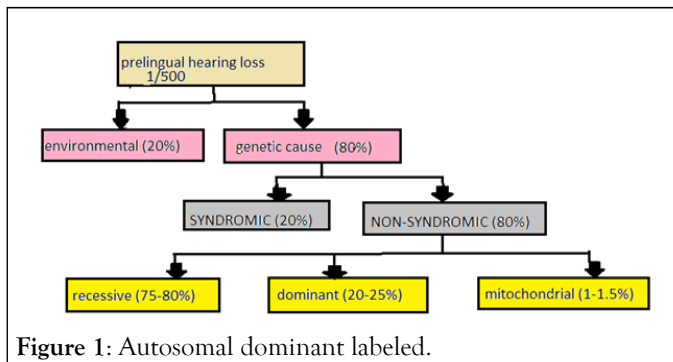 prelingual hearing loss
1/500
environmental (20%)
genetic cause (80%)
SYNDROMIC (20%)
NON-SYNDROMIC (80%)
recessive (75-80%)
dominant (20-25%)
mitochondrial (1-1.5%)
Figure 1: Autosomal dominant labeled.